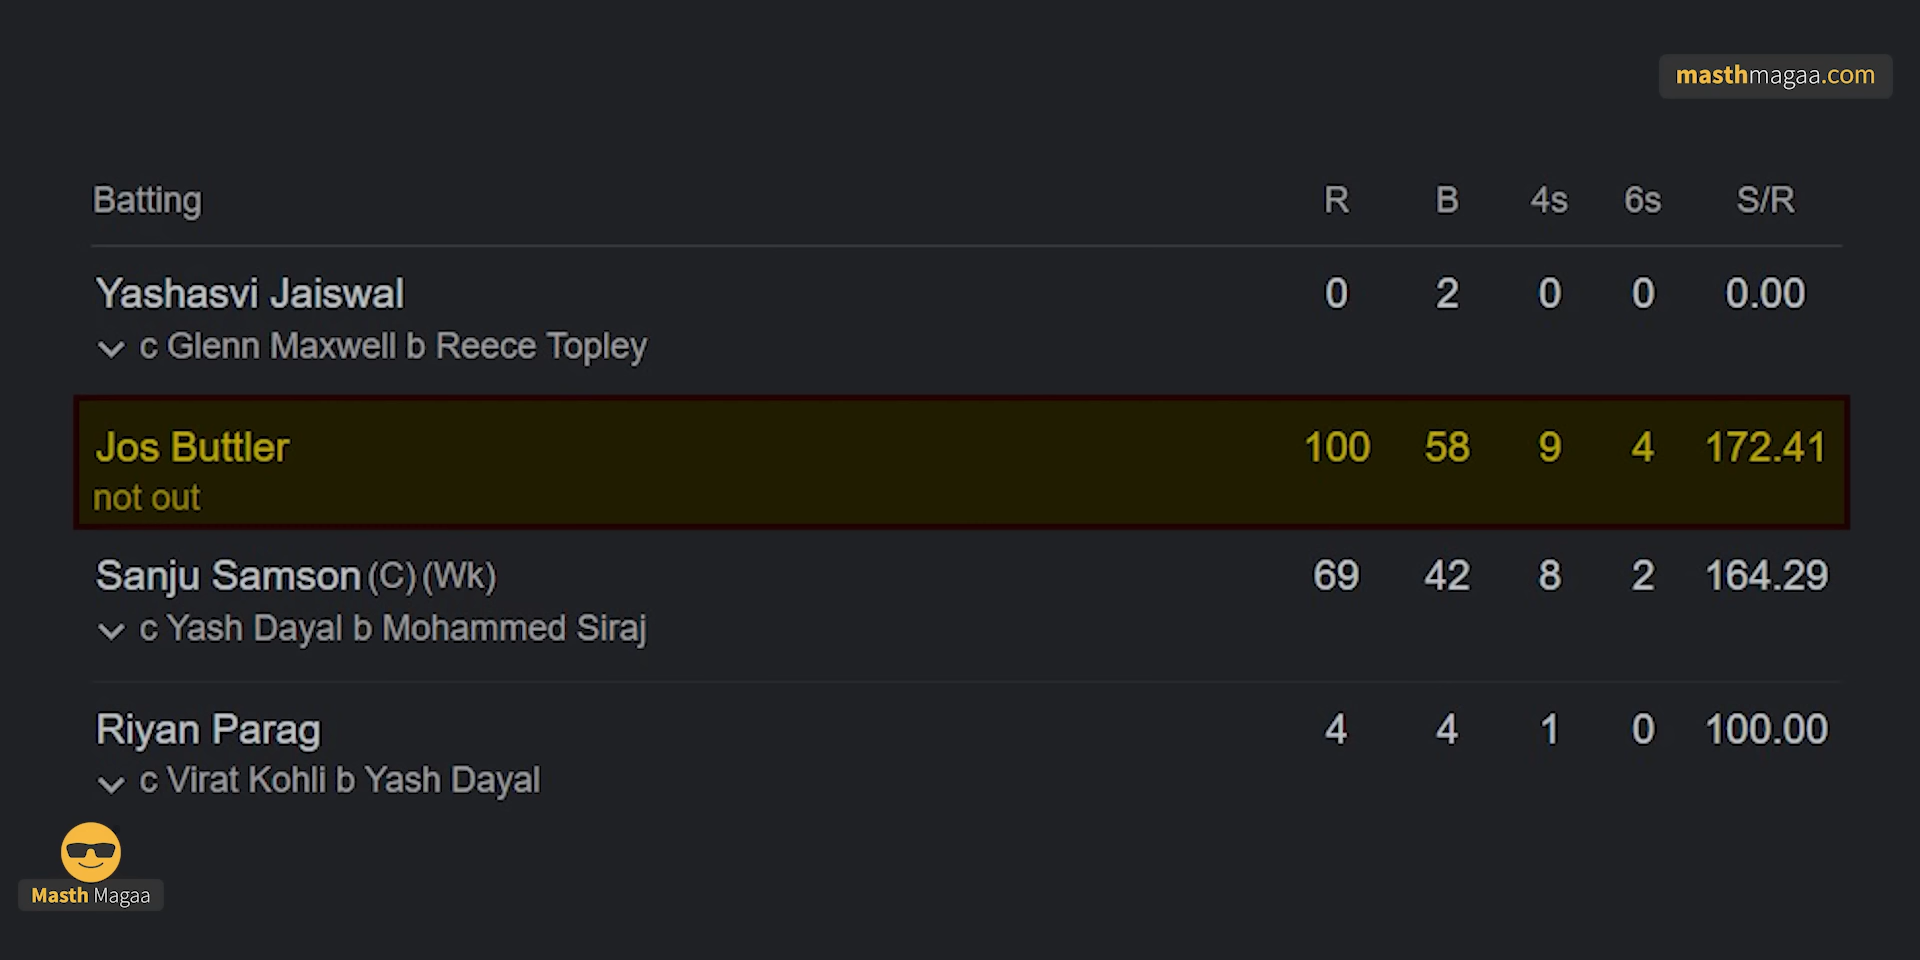 masthmagaa.com
Batting R B 4s 6s S/R
Yashasvi Jaiswal 0 2 0 0 0.00
c Glenn Maxwell b Reece Topley
Jos Buttler 100 58 9 4 172.41
not out
Sanju Samson (C) (Wk) 69 42 8 2 164.29
c Yash Dayal b Mohammed Siraj
Riyan Parag 4 4 1 0 100.00
c Virat Kohli b Yash Dayal
Masth Magaa